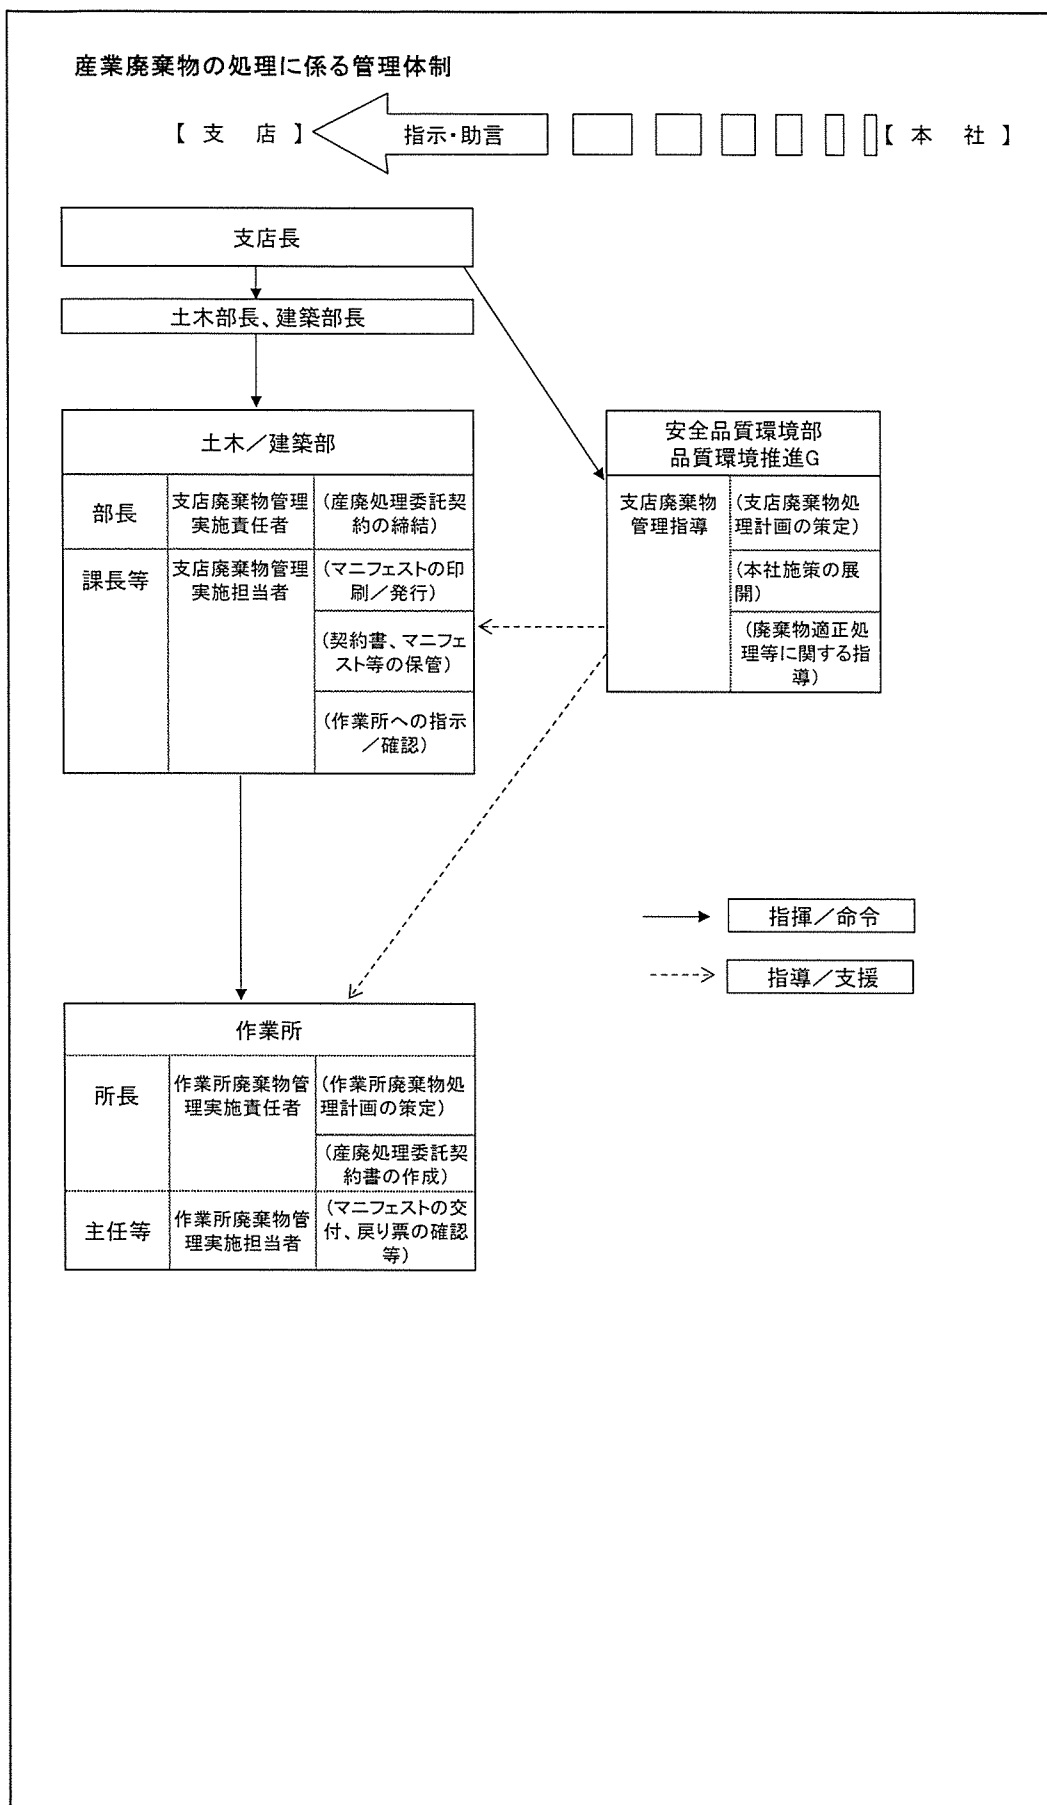 産業廃棄物の処理に係る管理体制
【 支 店 】
指示・助言
【 本 社 】
支店長
土木部長、建築部長
土木／建築部
部長
支店廃棄物管理
実施責任者
(産廃処理委託契
約の締結)
課長等
支店廃棄物管理
実施担当者
(マニフェストの印
刷／発行)
(契約書、マニフェ
スト等の保管)
(作業所への指示
／確認)
安全品質環境部
品質環境推進G
支店廃棄物
管理指導
(支店廃棄物処
理計画の策定)
(本社施策の展
開)
(廃棄物適正処
理等に関する指
導)
指揮／命令
指導／支援
作業所
所長
作業所廃棄物管
理実施責任者
(作業所廃棄物処
理計画の策定)
(産廃処理委託契
約書の作成)
主任等
作業所廃棄物管
理実施担当者
(マニフェストの交
付、戻り票の確認
等)